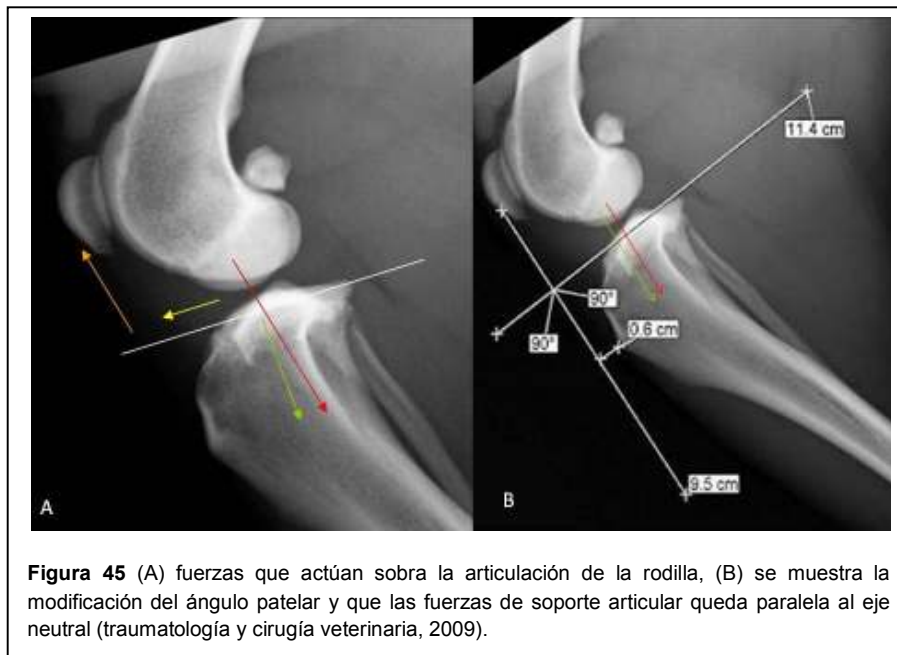 11.4 cm
90°
90°
0.6 cm
9.5 cm
A
B
Figura 45 (A) fuerzas que actúan sobra la articulación de la rodilla, (B) se muestra la
modificación del ángulo patelar y que las fuerzas de soporte articular queda paralela al eje
neutral (traumatología y cirugía veterinaria, 2009).